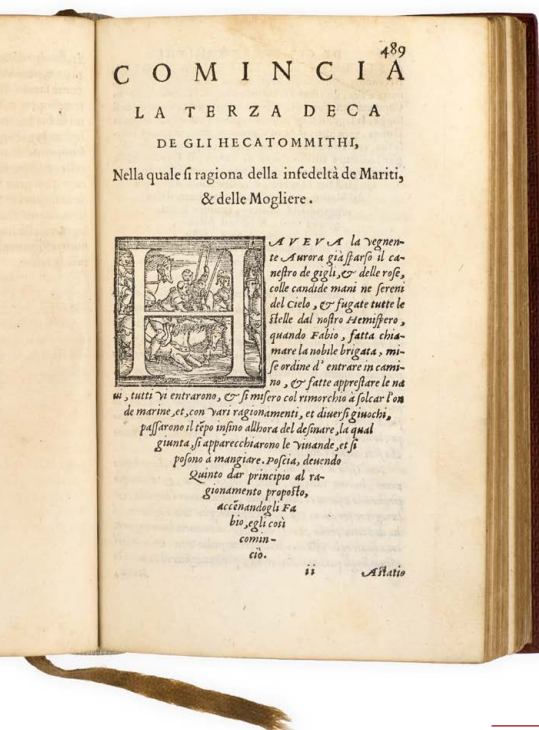 489
COMINCIA
LA TERZA DECA
DE GLI HECATOMMITHI,
Nella quale ſi ragiona della infedeltà de Mariti,
& delle Mogliere.
HAVEVA la vegnen-
te Aurora già ſparſo il ca-
neſtro de gigli, & delle roſe,
colle candide mani ne ſereni
del Cielo, & fugate tutte le
ſtelle dal noſtro Hemiſpero,
quando Fabio, fatta chia-
mare la nobile brigata, mi-
ſe ordine d' entrare in cami-
no, & fatte appreſtare le na
ui, tutti vi entrarono, & ſi miſero col rimorchio à ſolcar l'on
de marine, et, con vari ragionamenti, et diuerſi giuochi,
paſſarono il tẽpo inſino allhora del deſinare, la qual
giunta, ſi apparecchiarono le viuande, et ſi
poſono a mangiare. Poſcia, deuendo
Quinto dar principio al ra-
gionamento propoſto,
accẽnandogli Fa
bio, egli così
comin-
ciò.
ii Aſtatio